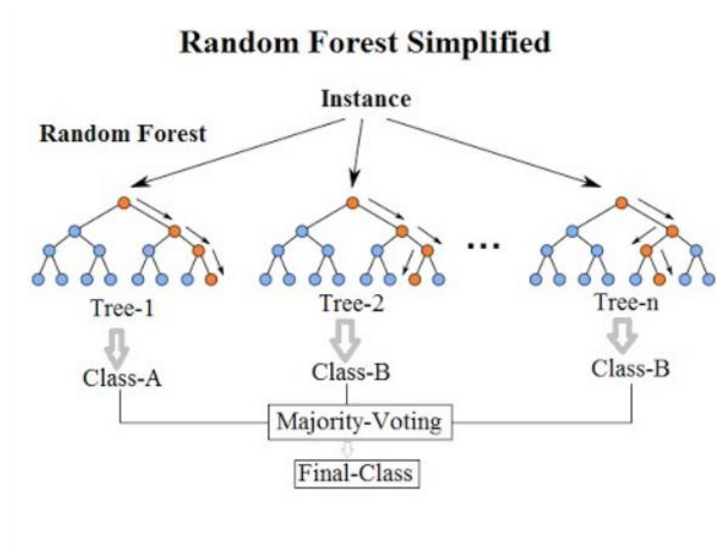 Random Forest Simplified
Instance
Random Forest
...
Tree-1
Tree-2
Tree-n
Class-A
Class-B
Class-B
Majority-Voting
Final-Class